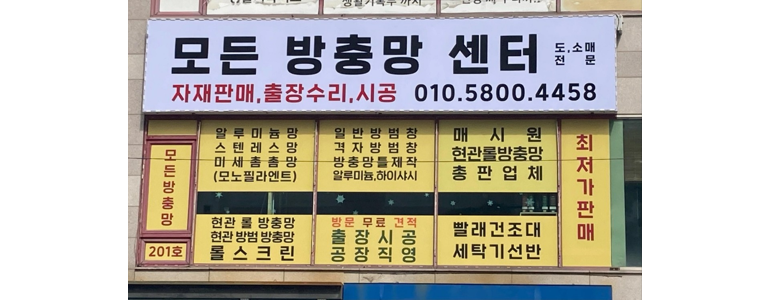 생활기록부 까지
모든 방충망 센터
도,소매
전 문
자재판매,출장수리,시공 010.5800.4458
모든방충망
201호
알루미늄망
스텐레스망
미세촘촘망
(모노필라멘트)
일반방범창
격자방범창
방충망틀제작
알루미늄,하이샤시
매 시 원
현관롤방충망
총판업체
최저가판매
현관 롤 방충망
현관 방범 방충망
롤스크린
방문 무료 견적
출장시공
공장직영
빨래건조대
세탁기선반